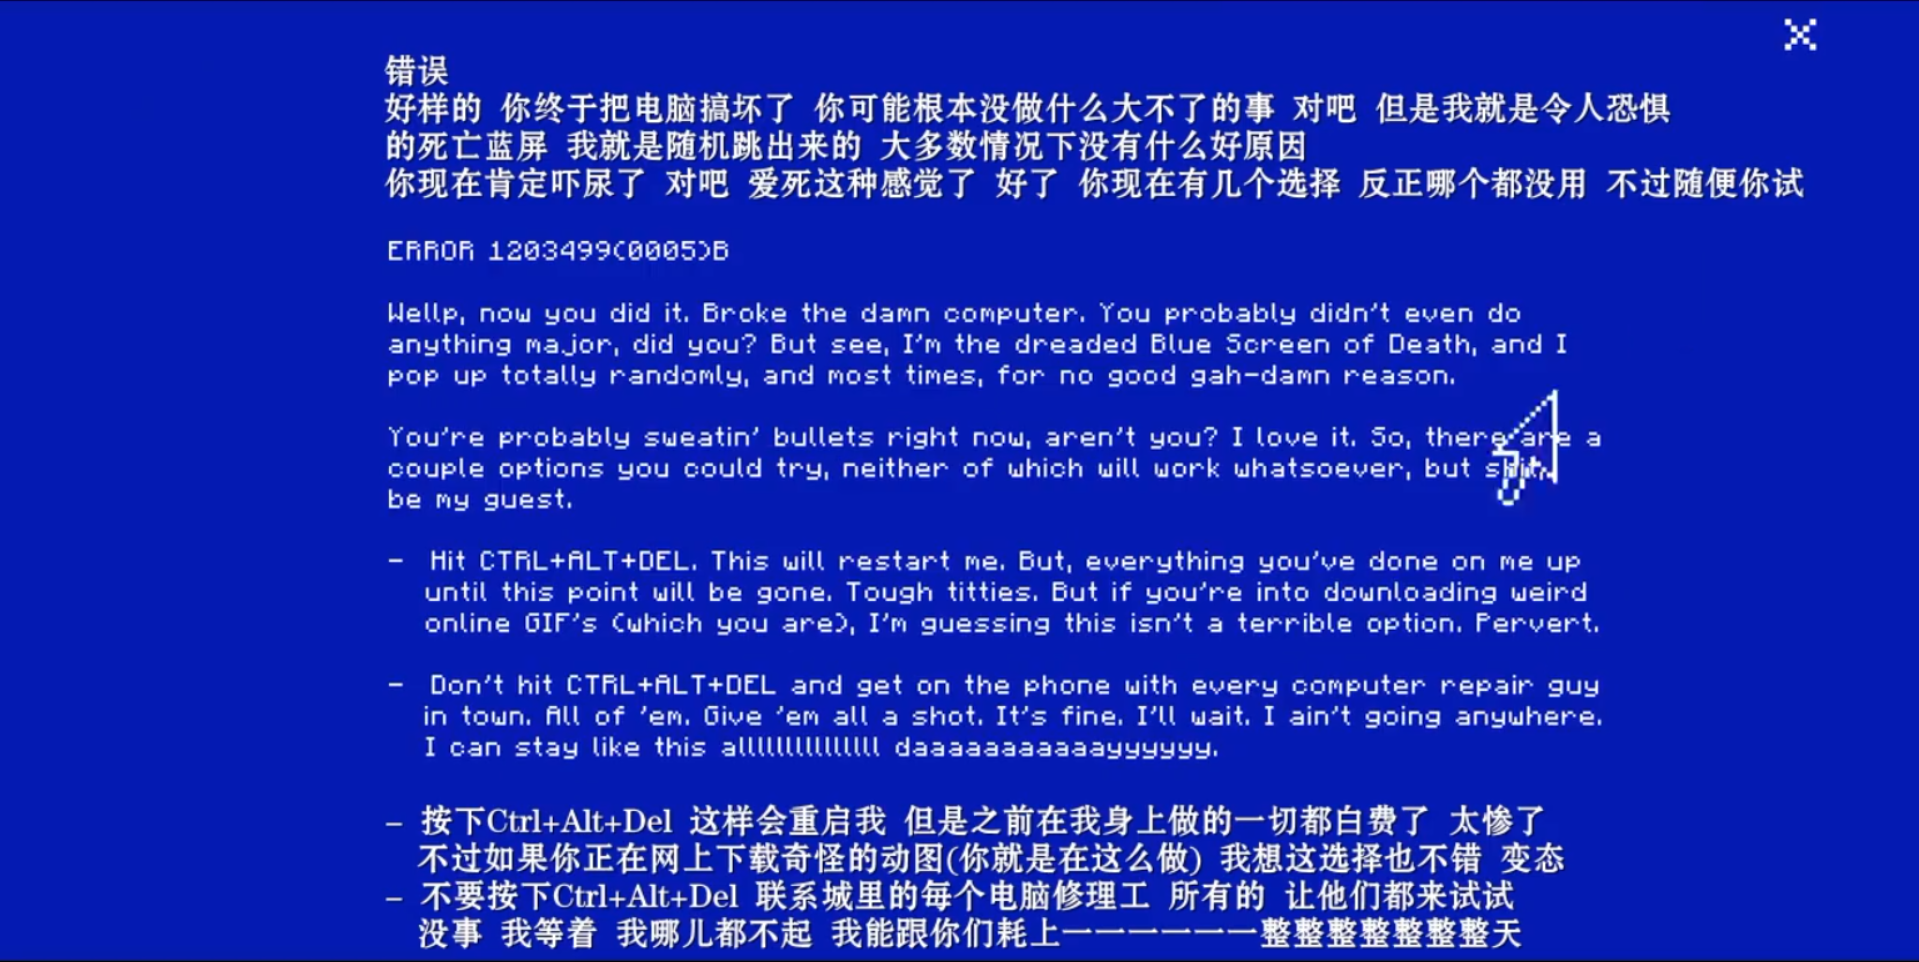 错误
好样的 你终于把电脑搞坏了 你可能根本没做什么大不了的事 对吧 但是我就是令人恐惧
的死亡蓝屏 我就是随机跳出来的 大多数情况下没有什么好原因
你现在肯定吓尿了 对吧 爱死这种感觉了 好了 你现在有几个选择 反正哪个都没用 不过随便你试
ERROR 1203499(0005)B
Wellp, now you did it. Broke the damn computer. You probably didn't even do
anything major, did you? But see, I'm the dreaded Blue Screen of Death, and I
pop up totally randomly, and most times, for no good gah-damn reason.
You're probably sweatin' bullets right now, aren't you? I love it. So, there are a
couple options you could try, neither of which will work whatsoever, but shit,
be my guest.
- Hit CTRL+ALT+DEL. This will restart me. But, everything you've done on me up
until this point will be gone. Tough titties. But if you're into downloading weird
online GIF's (which you are), I'm guessing this isn't a terrible option. Pervert.
- Don't hit CTRL+ALT+DEL and get on the phone with every computer repair guy
in town. All of 'em. Give 'em all a shot. It's fine. I'll wait. I ain't going anywhere.
I can stay like this alllllllllllllll daaaaaaaaaaaayyyyyy.
- 按下Ctrl+Alt+Del 这样会重启我 但是之前在我身上做的一切都白费了 太惨了
不过如果你正在网上下载奇怪的动图(你就是在这么做) 我想这选择也不错 变态
- 不要按下Ctrl+Alt+Del 联系城里的每个电脑修理工 所有的 让他们都来试试
没事 我等着 我哪儿都不起 我能跟你们耗上一一一一一一整整整整整整整天